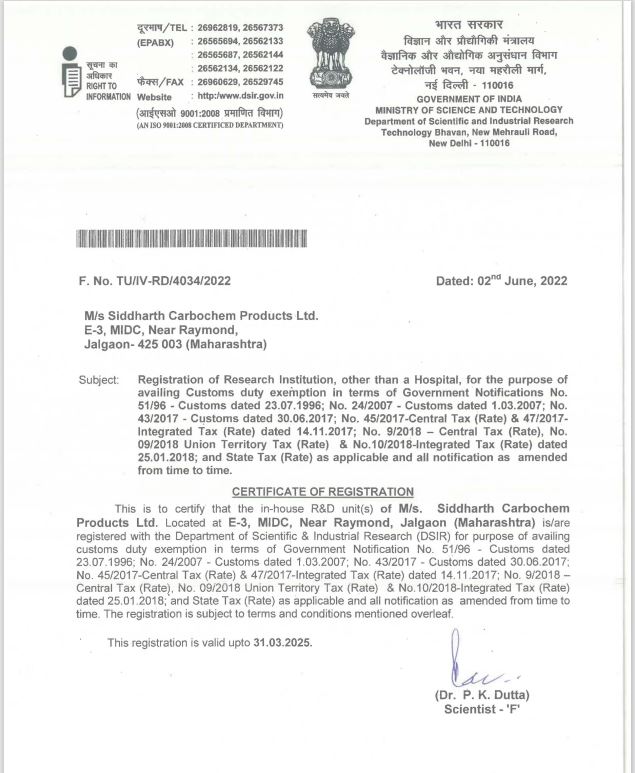 दूरभाष/TEL : 26962819, 26567373
(EPABX) : 26565694, 26562133
: 26565687, 26562144
: 26562134, 26562122
फैक्स/FAX : 26960629, 26529745
Website : http:/www.dsir.gov.in
(आईएसओ 9001:2008 प्रमाणित विभाग)
(AN ISO 9001:2008 CERTIFIED DEPARTMENT)
सूचना का
अधिकार
RIGHT TO
INFORMATION
सत्यमेव जयते
भारत सरकार
विज्ञान और प्रौद्योगिकी मंत्रालय
वैज्ञानिक और औद्योगिक अनुसंधान विभाग
टेक्नोलॉजी भवन, नया महरौली मार्ग,
नई दिल्ली - 110016
GOVERNMENT OF INDIA
MINISTRY OF SCIENCE AND TECHNOLOGY
Department of Scientific and Industrial Research
Technology Bhavan, New Mehrauli Road,
New Delhi - 110016
F. No. TU/IV-RD/4034/2022 Dated: 02nd June, 2022
M/s Siddharth Carbochem Products Ltd.
E-3, MIDC, Near Raymond,
Jalgaon- 425 003 (Maharashtra)
Subject: Registration of Research Institution, other than a Hospital, for the purpose of
availing Customs duty exemption in terms of Government Notifications No.
51/96 - Customs dated 23.07.1996; No. 24/2007 - Customs dated 1.03.2007; No.
43/2017 - Customs dated 30.06.2017; No. 45/2017-Central Tax (Rate) & 47/2017-
Integrated Tax (Rate) dated 14.11.2017; No. 9/2018 – Central Tax (Rate), No.
09/2018 Union Territory Tax (Rate) & No.10/2018-Integrated Tax (Rate) dated
25.01.2018; and State Tax (Rate) as applicable and all notification as amended
from time to time.
CERTIFICATE OF REGISTRATION
This is to certify that the in-house R&D unit(s) of M/s. Siddharth Carbochem
Products Ltd. Located at E-3, MIDC, Near Raymond, Jalgaon (Maharashtra) is/are
registered with the Department of Scientific & Industrial Research (DSIR) for purpose of availing
customs duty exemption in terms of Government Notification No. 51/96 - Customs dated
23.07.1996; No. 24/2007 - Customs dated 1.03.2007; No. 43/2017 - Customs dated 30.06.2017;
No. 45/2017-Central Tax (Rate) & 47/2017-Integrated Tax (Rate) dated 14.11.2017; No. 9/2018 –
Central Tax (Rate), No. 09/2018 Union Territory Tax (Rate) & No.10/2018-Integrated Tax (Rate)
dated 25.01.2018; and State Tax (Rate) as applicable and all notification as amended from time to
time. The registration is subject to terms and conditions mentioned overleaf.
This registration is valid upto 31.03.2025.
(Dr. P. K. Dutta)
Scientist - 'F'